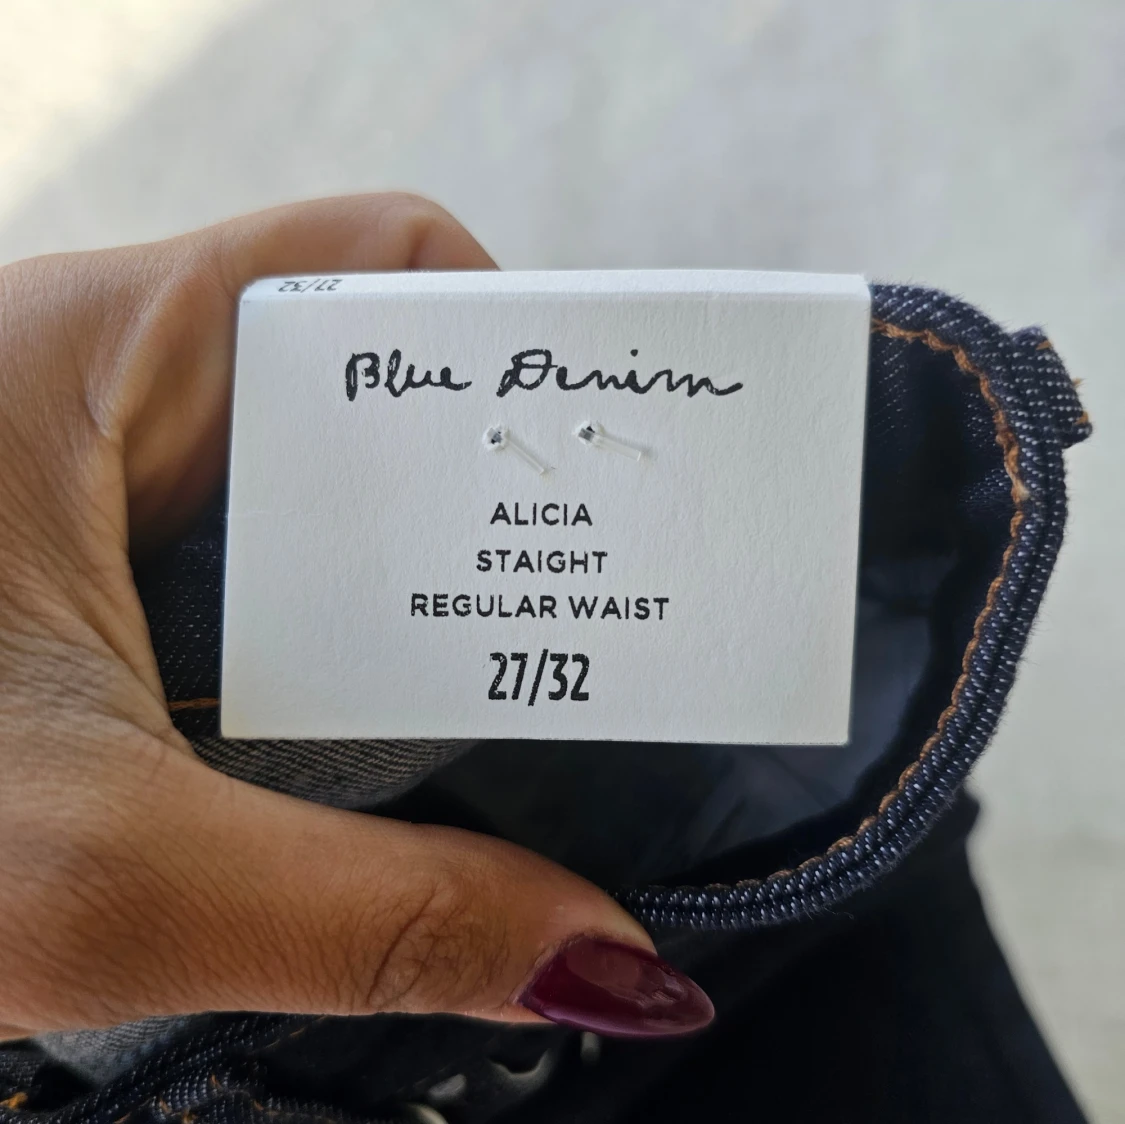 27/32
Blue Denim
ALICIA
STAIGHT
REGULAR WAIST
27/32